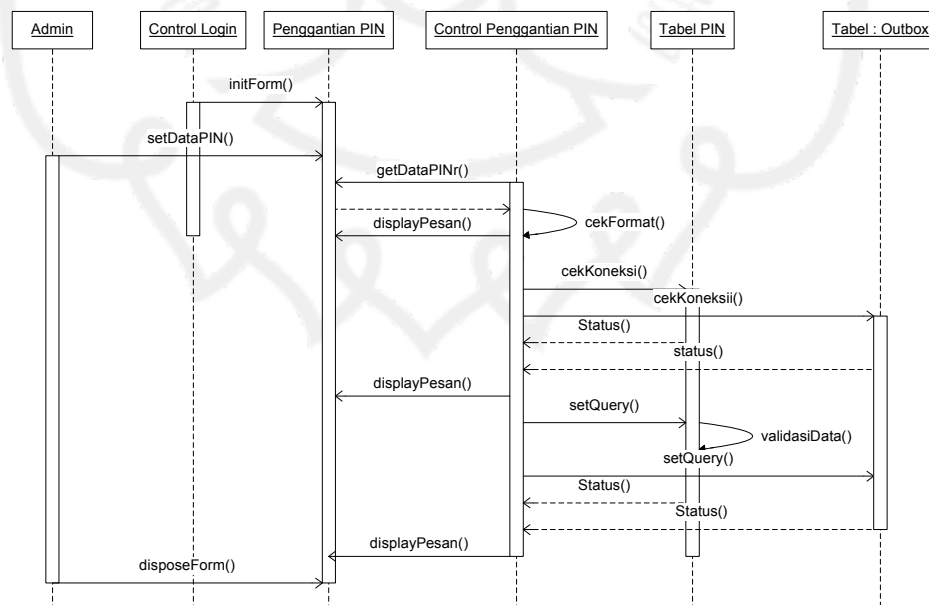 Admin
Control Login
Penggantian PIN
Control Penggantian PIN
Tabel PIN
Tabel : Outbox
initForm()
setDataPIN()
getDataPINr()
displayPesan()
cekFormat()
cekKoneksi()
cekKoneksii()
Status()
status()
displayPesan()
setQuery()
validasiData()
setQuery()
Status()
Status()
displayPesan()
disposeForm()